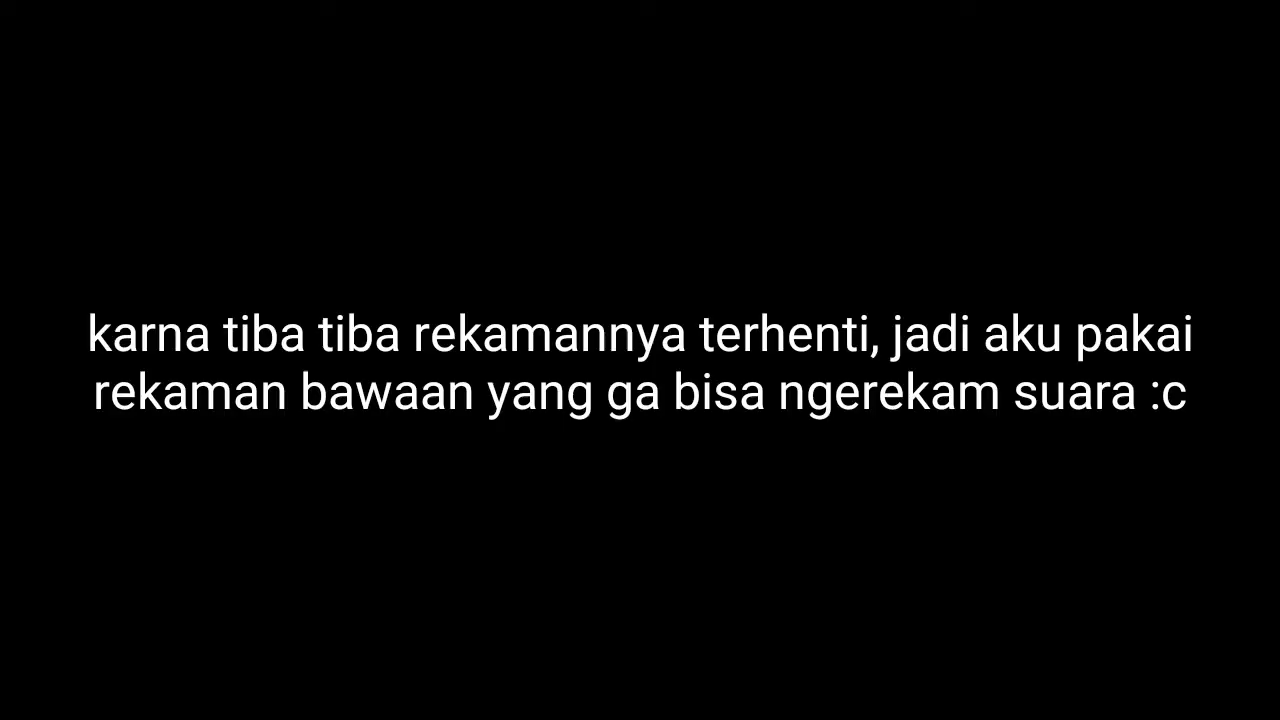 karna tiba tiba rekamannya terhenti, jadi aku pakai
rekaman bawaan yang ga bisa ngerekam suara :c